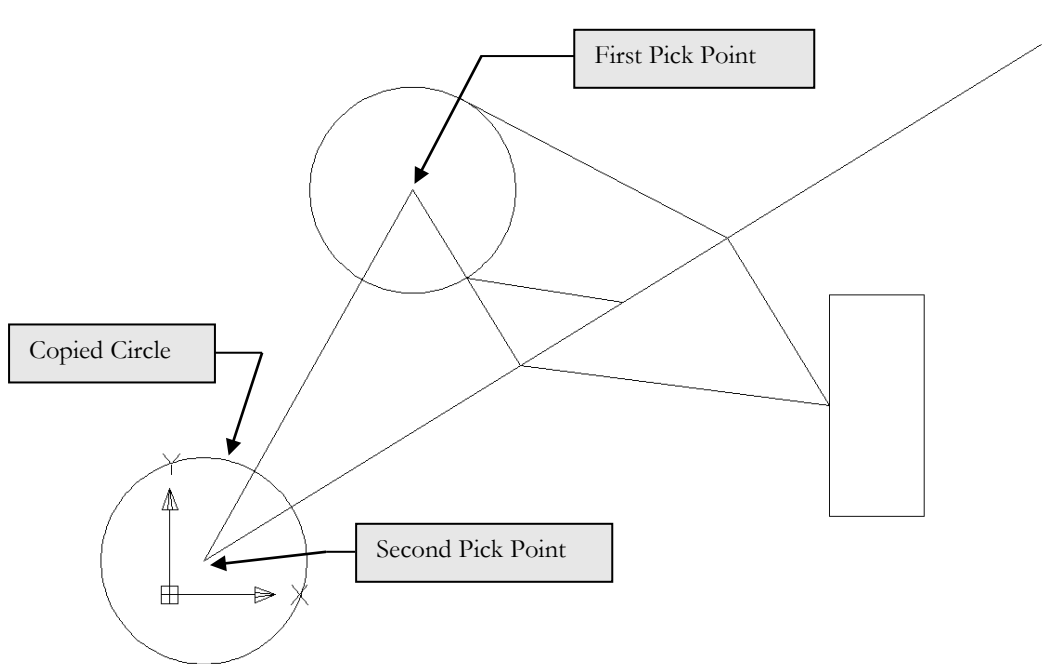 First Pick Point
Copied Circle
Y
Second Pick Point
X